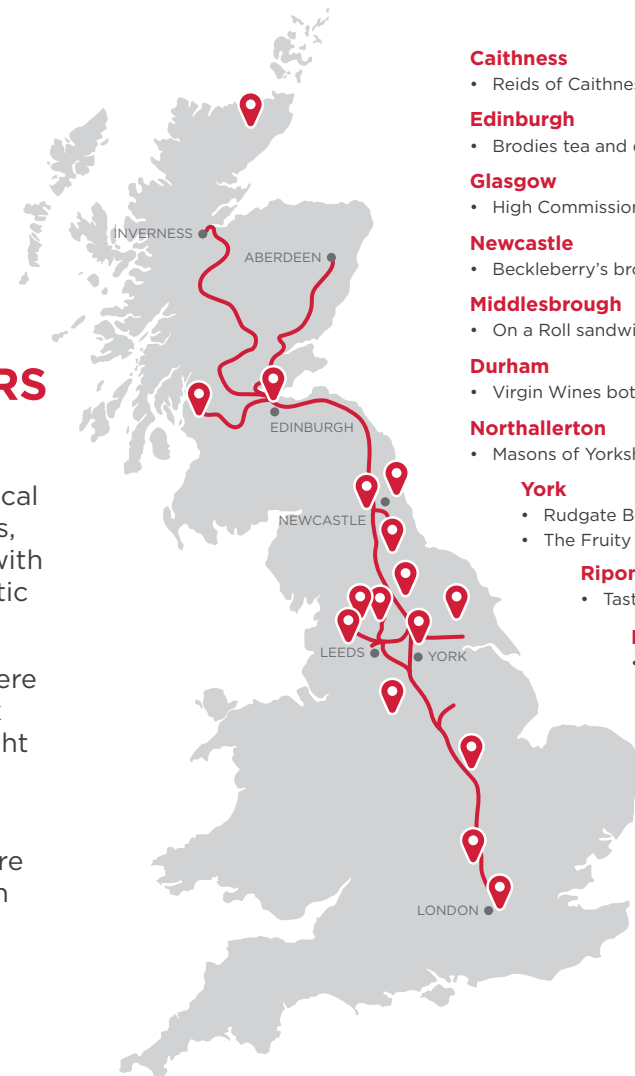 RS
cal
s,
with
tic
ere
ht
re
n
INVERNESS
ABERDEEN
EDINBURGH
NEWCASTLE
LEEDS
YORK
LONDON
Caithness
• Reids of Caithnes
Edinburgh
• Brodies tea and
Glasgow
• High Commission
Newcastle
• Beckleberry's bro
Middlesbrough
• On a Roll sandwi
Durham
• Virgin Wines bot
Northallerton
• Masons of Yorksh
York
• Rudgate B
• The Fruity
Ripon
• Tast